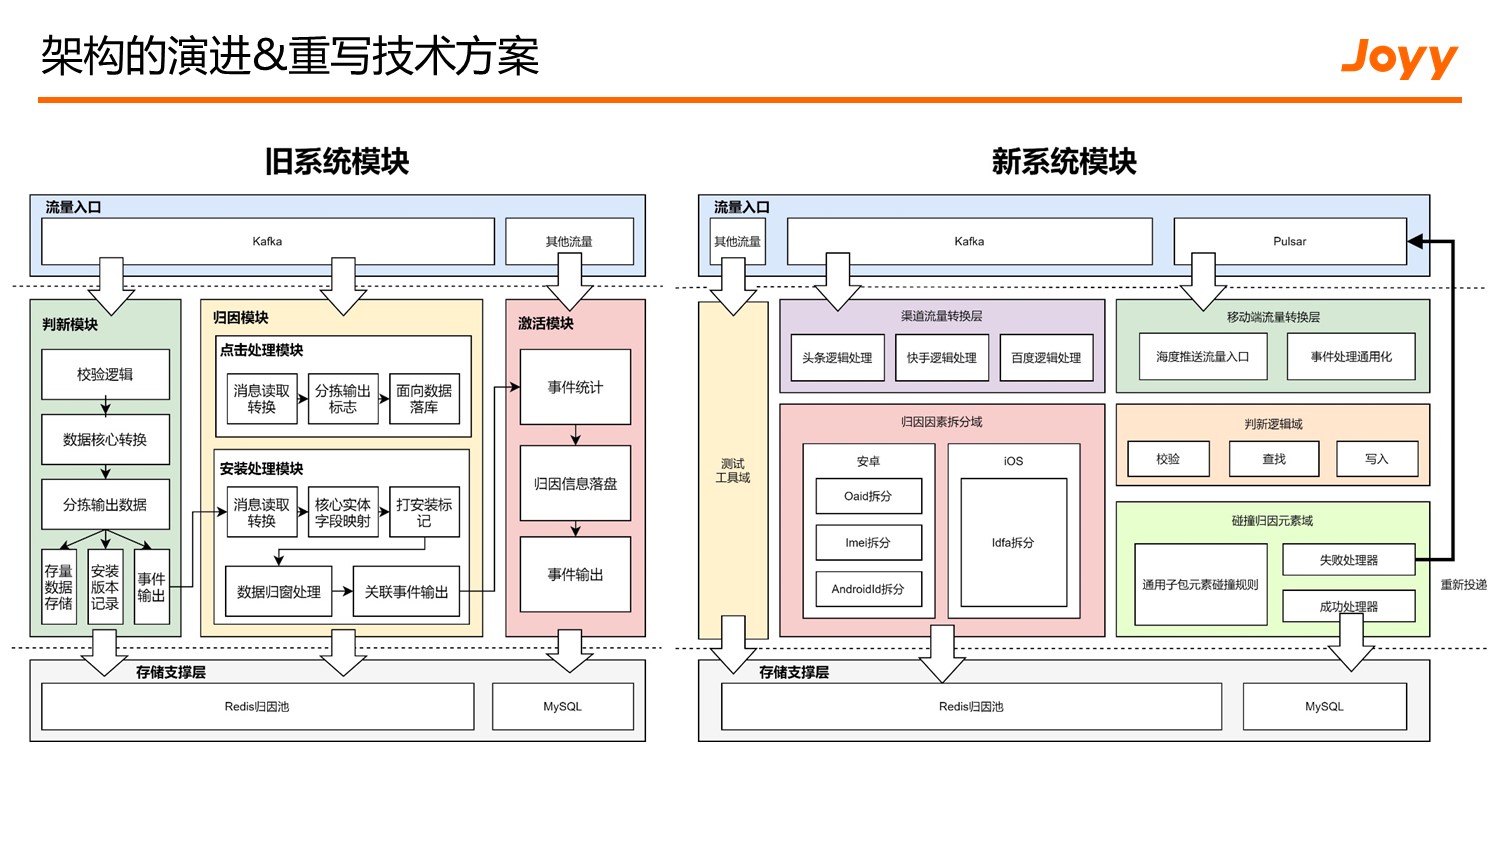 架构的演进&重写技术方案
Joyy
旧系统模块
流量入口
Kafka
其他流量
判新模块
校验逻辑
数据核心转换
分拣输出数据
存量
数据
存储
安装
版本
记录
事件
输出
归因模块
点击处理模块
消息读取
转换
分拣输出
标志
面向数据
落库
安装处理模块
消息读取
转换
核心实体
字段映射
打安装标
记
数据归窗处理
关联事件输出
激活模块
事件统计
归因信息落盘
事件输出
存储支撑层
Redis归因池
MySQL
新系统模块
流量入口
其他流量
Kafka
Pulsar
测试
工具域
渠道流量转换层
头条逻辑处理
快手逻辑处理
百度逻辑处理
移动端流量转换层
海度推送流量入口
事件处理通用化
归因因素拆分域
安卓
Oaid拆分
Imei拆分
AndroidId拆分
iOS
Idfa拆分
判新逻辑域
校验
查找
写入
碰撞归因元素域
通用子包元素碰撞规则
失败处理器
成功处理器
重新投递
存储支撑层
Redis归因池
MySQL